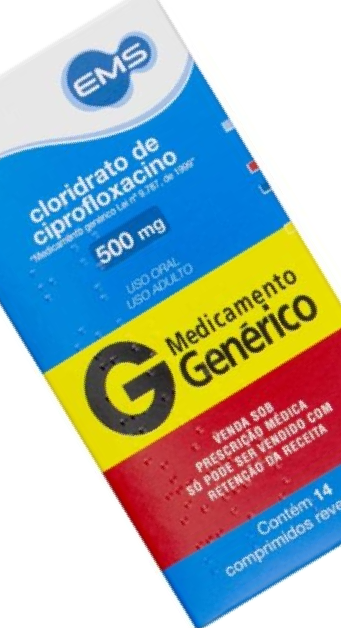 EMS
cloridrato de
ciprofloxacino
"Medicamento genérico Lei nº 9.787, de 1999"
500 mg
USO ORAL
USO ADULTO
G
Medicamento
Genérico
VENDA SOB
PRESCRIÇÃO MÉDICA
SÓ PODE SER VENDIDO COM
RETENÇÃO DA RECEITA
Contém 14
comprimidos reve